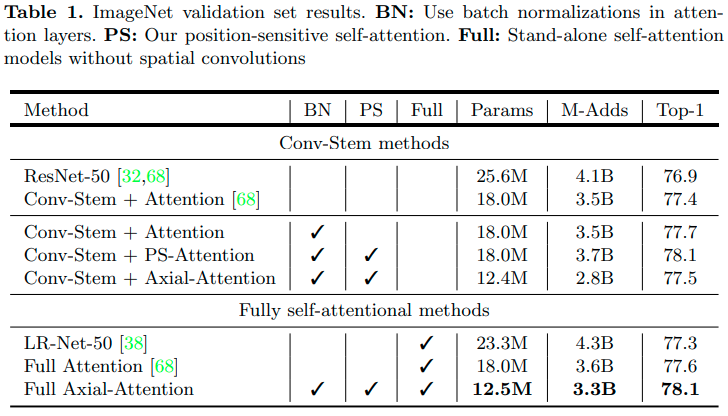 Table 1. ImageNet validation set results. BN: Use batch normalizations in atten-
tion layers. PS: Our position-sensitive self-attention. Full: Stand-alone self-attention
models without spatial convolutions
Method BN PS Full Params M-Adds Top-1
Conv-Stem methods
ResNet-50 [32,68] 25.6M 4.1B 76.9
Conv-Stem + Attention [68] 18.0M 3.5B 77.4
Conv-Stem + Attention ✓ 18.0M 3.5B 77.7
Conv-Stem + PS-Attention ✓ ✓ 18.0M 3.7B 78.1
Conv-Stem + Axial-Attention ✓ ✓ 12.4M 2.8B 77.5
Fully self-attentional methods
LR-Net-50 [38] ✓ 23.3M 4.3B 77.3
Full Attention [68] ✓ 18.0M 3.6B 77.6
Full Axial-Attention ✓ ✓ ✓ 12.5M 3.3B 78.1